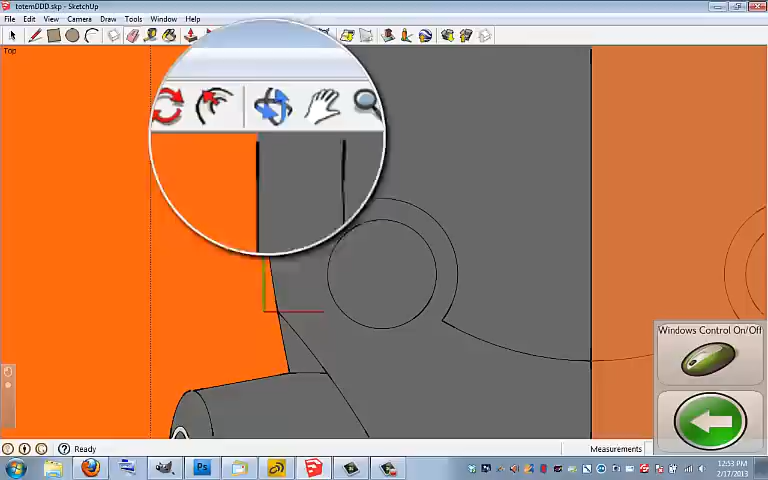 totemDDD.skp - SketchUp
File Edit View Camera Draw Tools Window Help
Top
Windows Control On/Off
Ready
Measurements
Ps
12:53 PM
2/17/2013